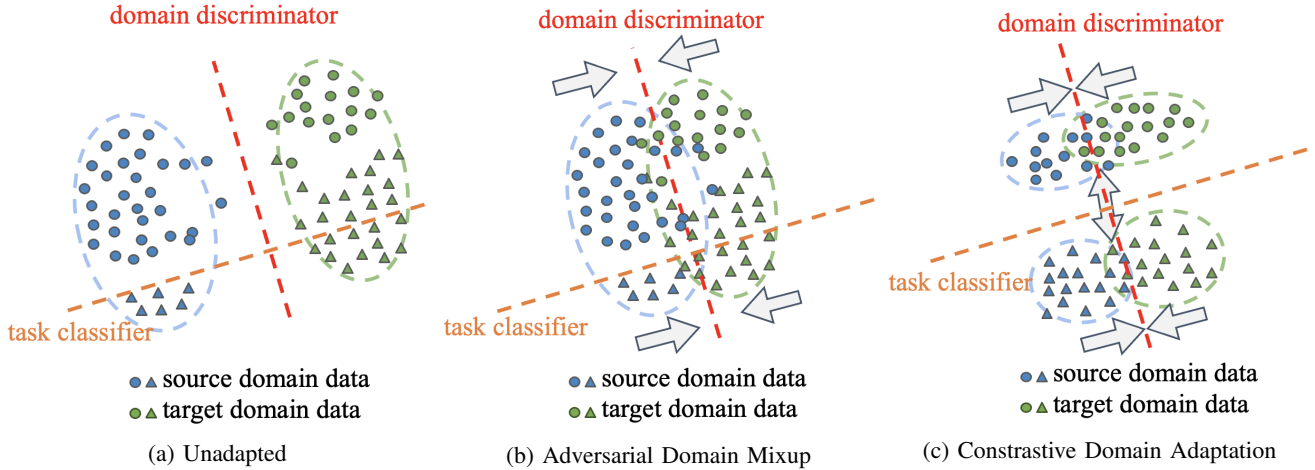 domain discriminator
task classifier
source domain data
target domain data
(a) Unadapted
domain discriminator
task classifier
source domain data
target domain data
(b) Adversarial Domain Mixup
domain discriminator
task classifier
source domain data
target domain data
(c) Constrastive Domain Adaptation